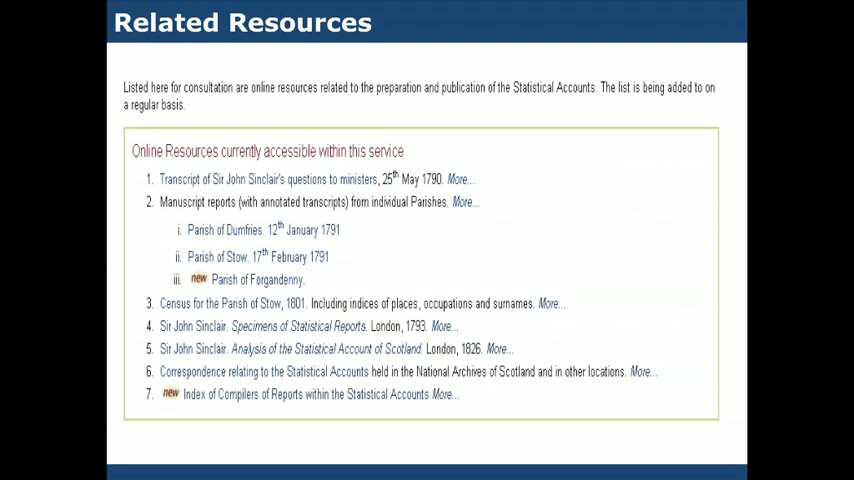 Related Resources
Listed here for consultation are online resources related to the preparation and publication of the Statistical Accounts. The list is being added to on
a regular basis.
Online Resources currently accessible within this service
1. Transcript of Sir John Sinclair's questions to ministers, 25th May 1790. More...
2. Manuscript reports (with annotated transcripts) from individual Parishes. More...
i. Parish of Dumfries. 12th January 1791
ii. Parish of Stow. 17th February 1791
iii. new Parish of Forgandenny.
3. Census for the Parish of Stow, 1801. Including indices of places, occupations and surnames. More...
4. Sir John Sinclair. Specimens of Statistical Reports. London, 1793. More...
5. Sir John Sinclair. Analysis of the Statistical Account of Scotland. London, 1826. More...
6. Correspondence relating to the Statistical Accounts held in the National Archives of Scotland and in other locations. More...
7. new Index of Compilers of Reports within the Statistical Accounts More...